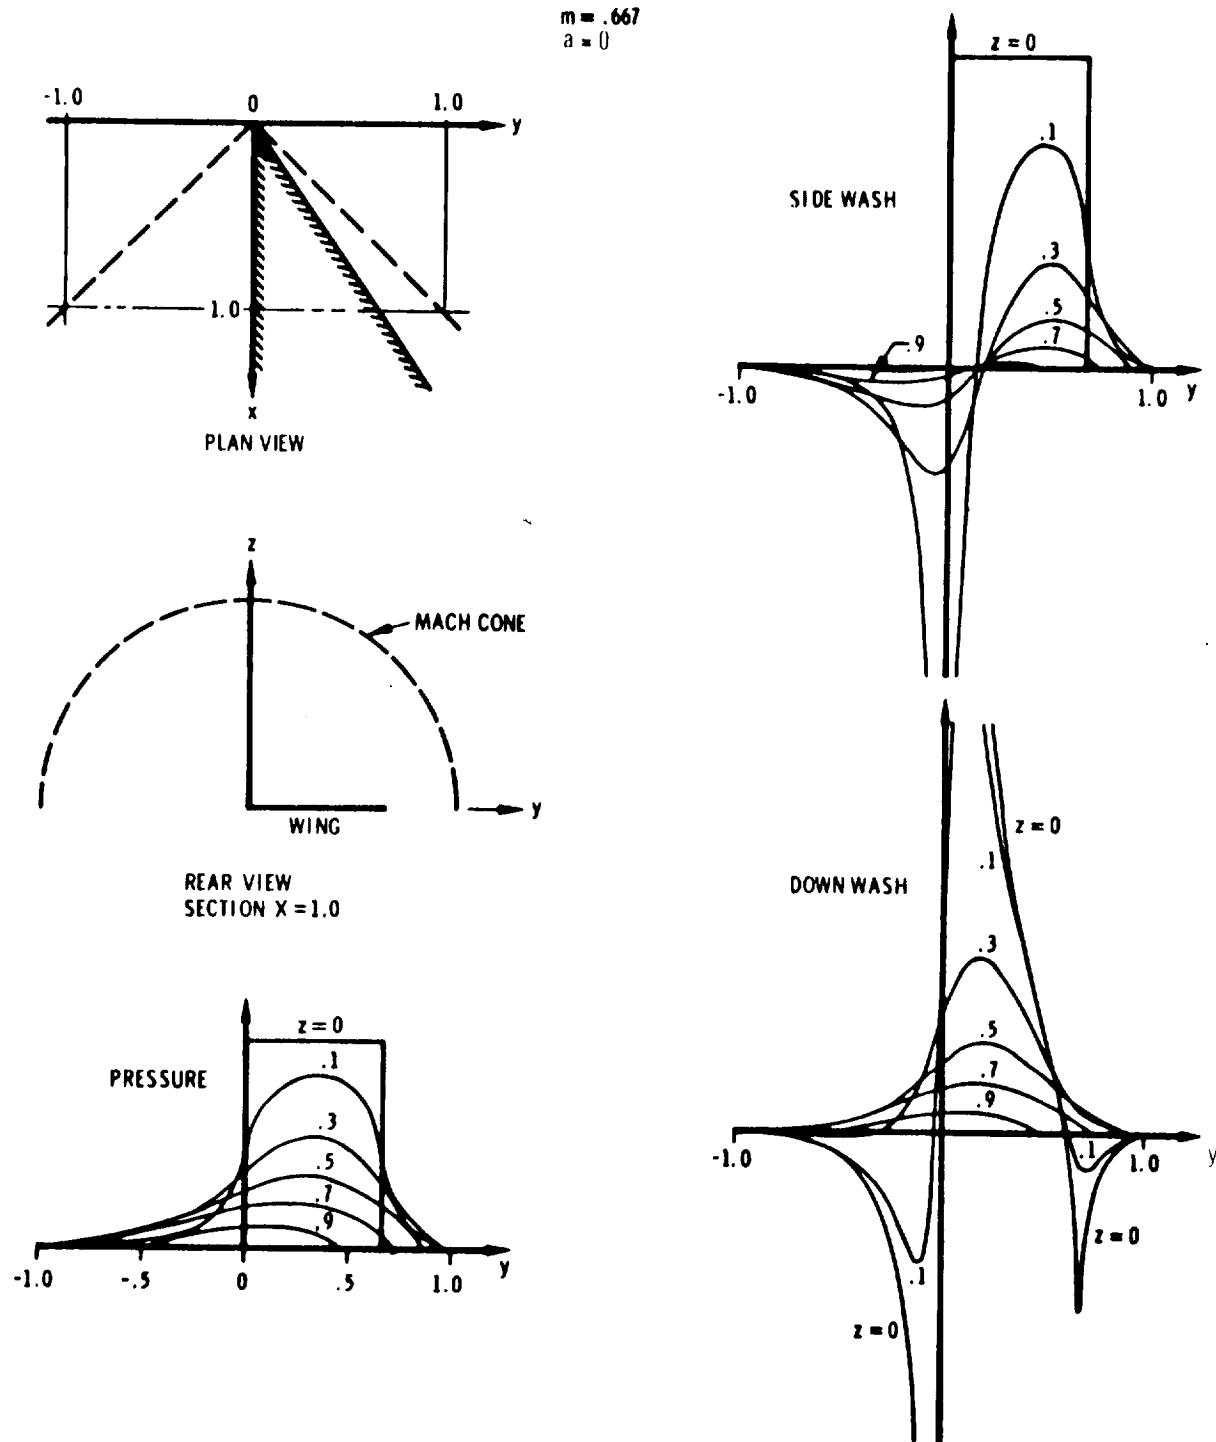 m = .667
a = 0
-1.0 0 1.0
y
1.0
x
PLAN VIEW
z
MACH CONE
y
WING
REAR VIEW
SECTION X = 1.0
PRESSURE
z = 0
.1
.3
.5
.7
.9
-1.0 -.5 0 .5 1.0 y
SIDE WASH
z = 0
.1
.3
.5
.7
.9
-1.0 1.0 y
DOWN WASH
z = 0
.1
.3
.5
.7
.9
-1.0 .1 1.0 y
z = 0
.1
z = 0